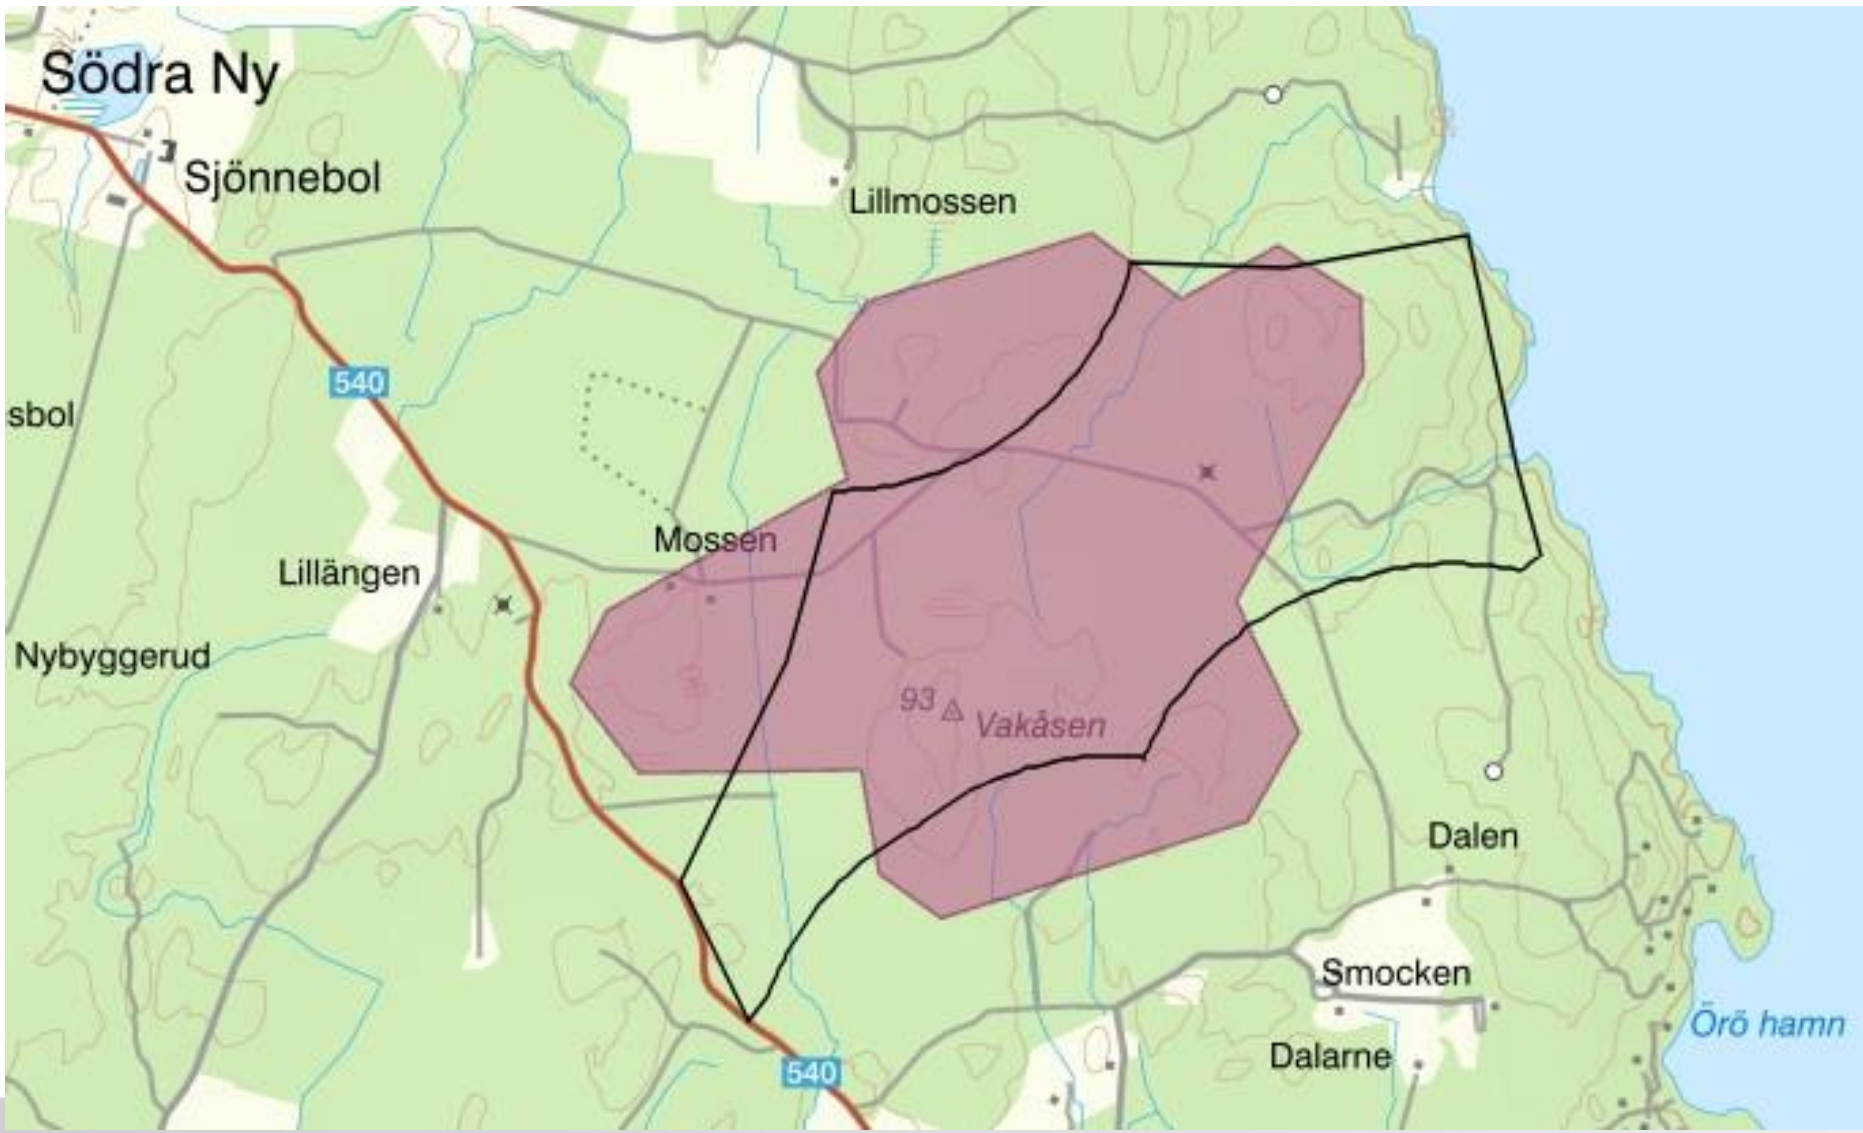 Södra Ny
Sjönnebol
Lillmossen
540
sbol
Mossen
Lillängen
Nybyggerud
93
Vakåsen
Dalen
Smocken
Örö hamn
Dalarne
540